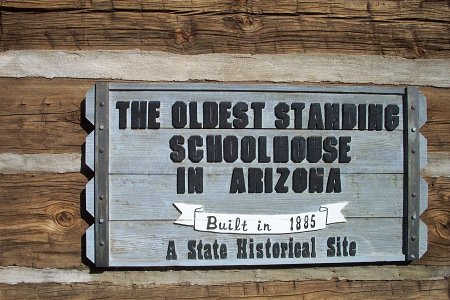 THE OLDEST STANDING
SCHOOLHOUSE
IN ARIZONA
Built in 1885
A State Historical Site